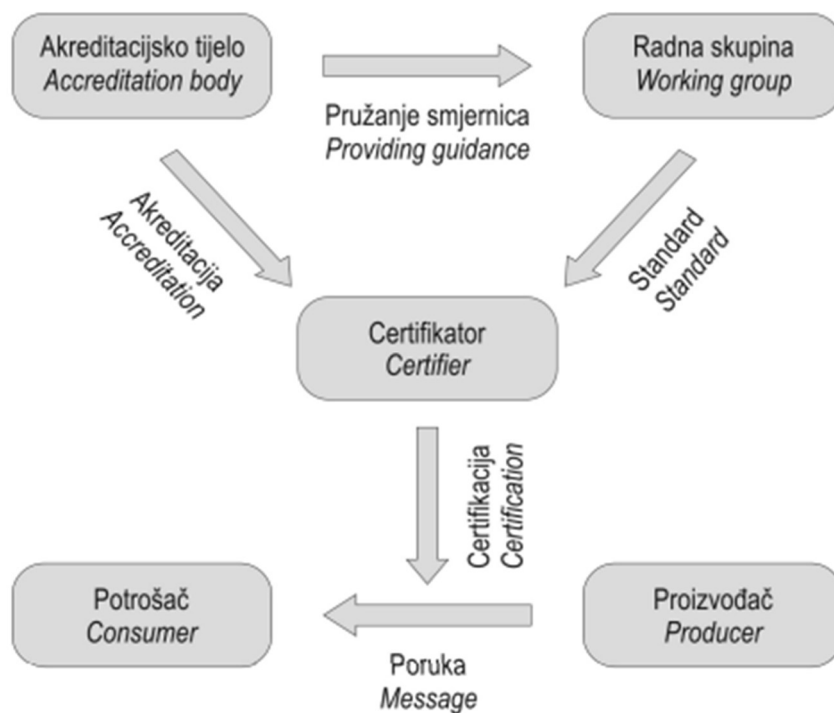 Akreditacijsko tijelo
Accreditation body
Radna skupina
Working group
Pružanje smjernica
Providing guidance
Akreditacija
Accreditation
Standard
Standard
Certifikator
Certifier
Certifikacija
Certification
Potrošač
Consumer
Proizvođač
Producer
Poruka
Message